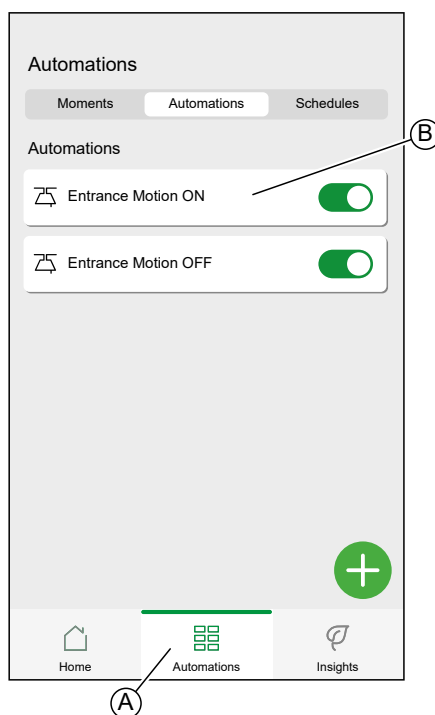 Automations
Moments Automations Schedules
Automations
B
Entrance Motion ON
Entrance Motion OFF
Home Automations Insights
A